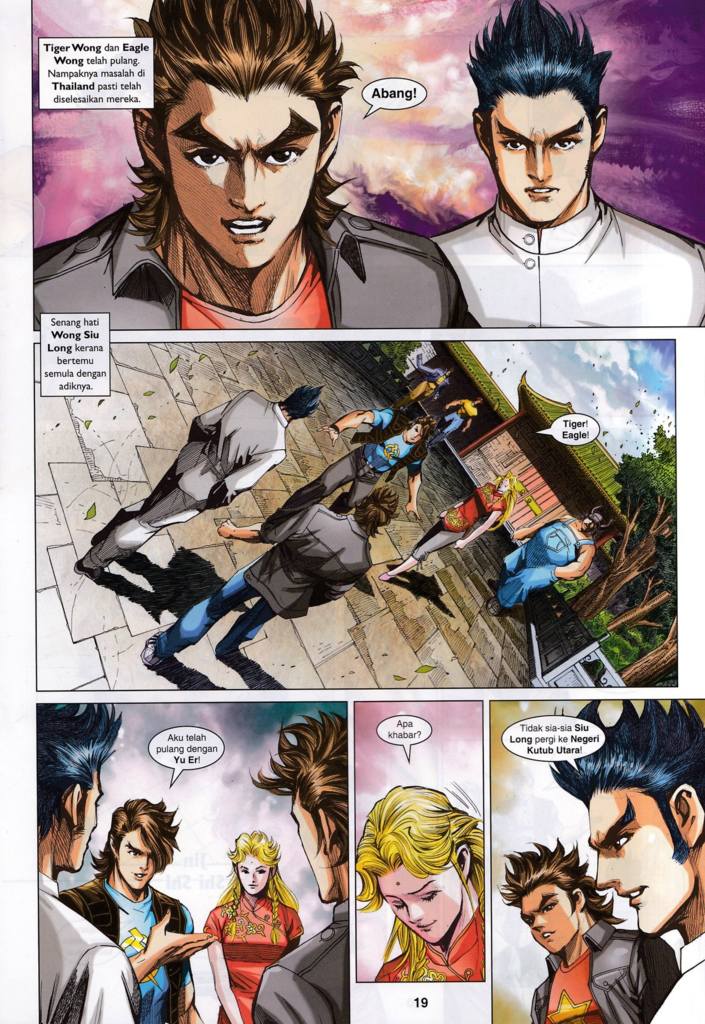 Tiger Wong dan Eagle
Wong telah pulang.
Nampaknya masalah di
Thailand pasti telah
diselesaikan mereka.
Abang!
Senang hati
Wong Siu
Long kerana
bertemu
semula dengan
adiknya.
Tiger!
Eagle!
Aku telah
pulang dengan
Yu Er!
Apa
khabar?
Tidak sia-sia Siu
Long pergi ke Negeri
Kutub Utara!
19